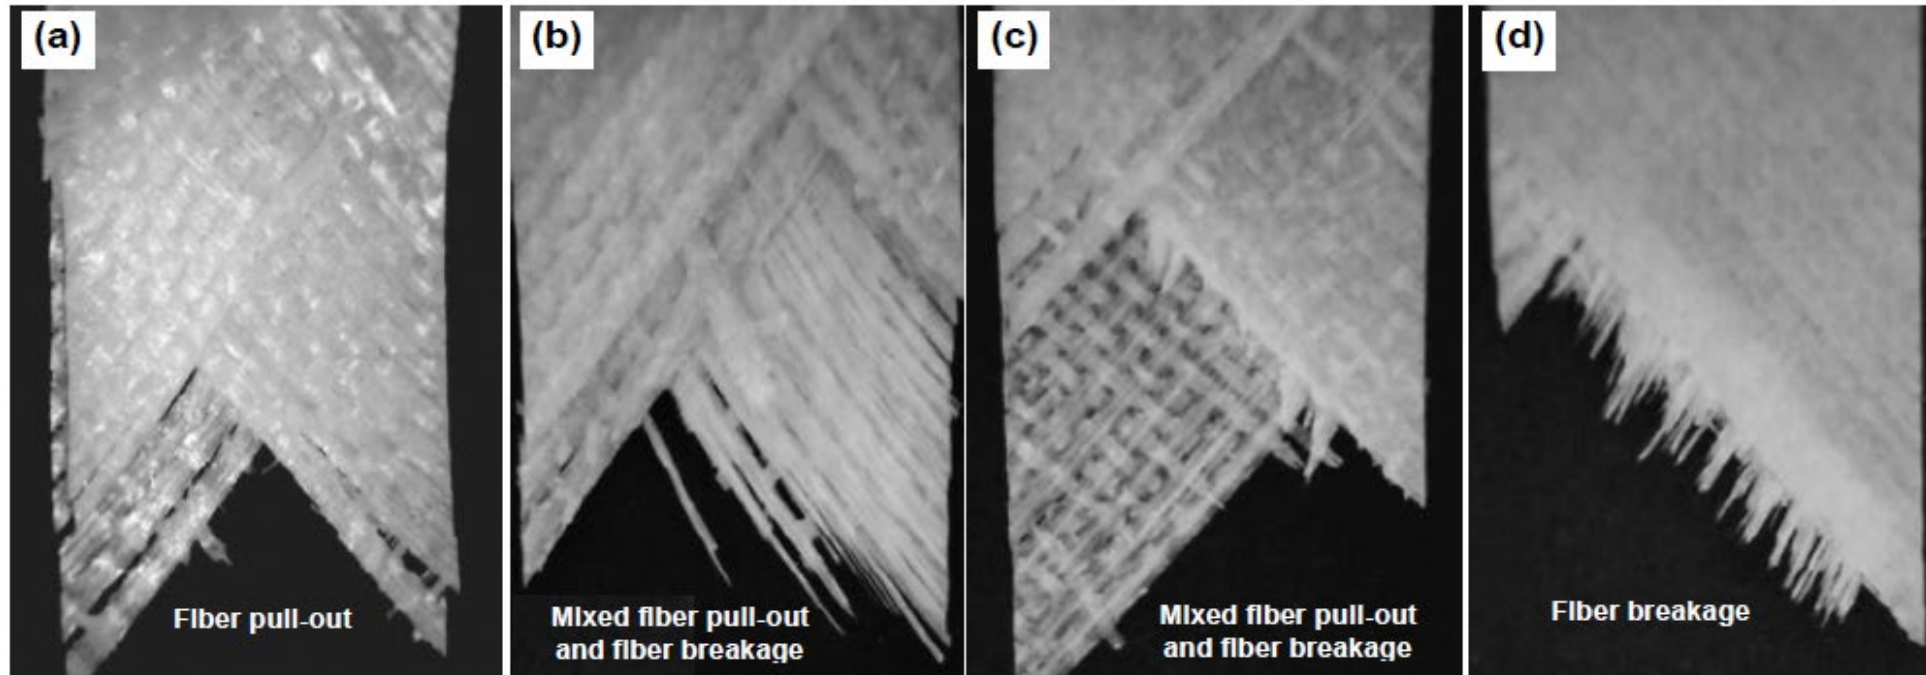 (a)
(b)
(c)
(d)
Fiber pull-out
Mixed fiber pull-out
and fiber breakage
Mixed fiber pull-out
and fiber breakage
Fiber breakage